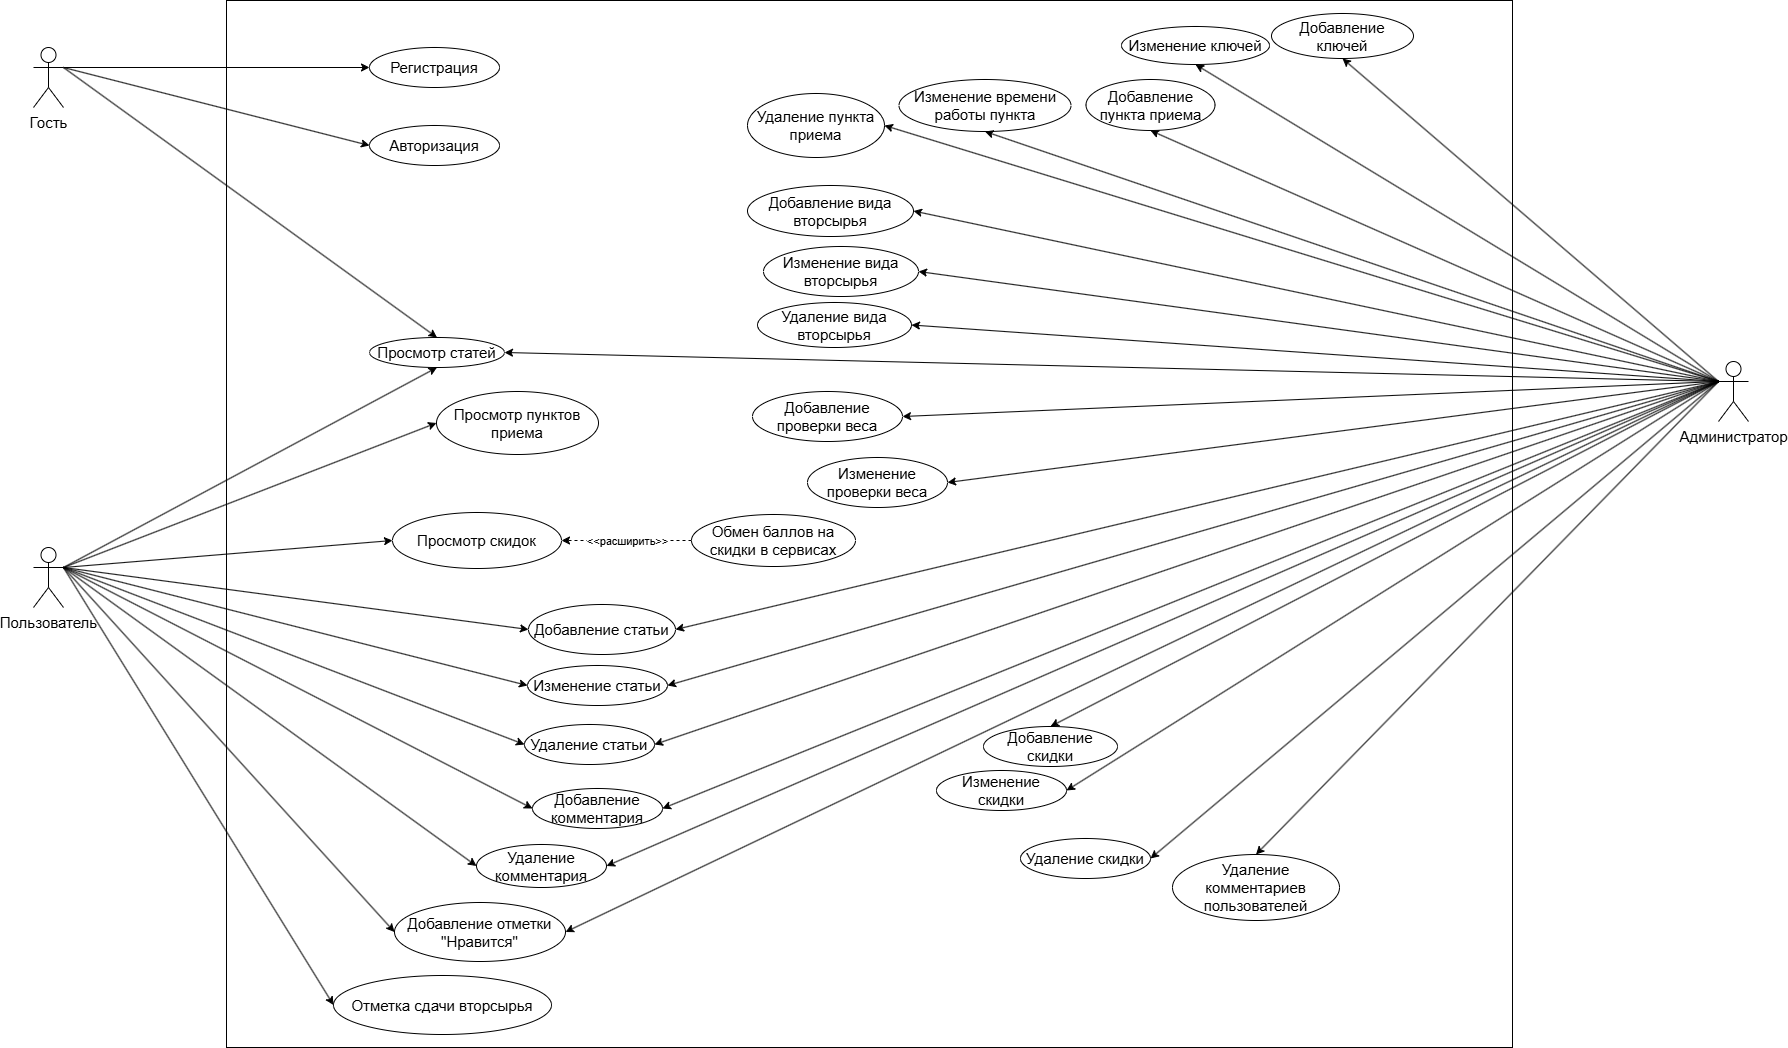 Гость
Регистрация
Авторизация
Изменение ключей
Добавление
ключей
Удаление пункта
приема
Изменение времени
работы пункта
Добавление
пункта приема
Добавление вида
вторсырья
Изменение вида
вторсырья
Удаление вида
вторсырья
Просмотр статей
Просмотр пунктов
приема
Добавление
проверки веса
Администратор
Изменение
проверки веса
Просмотр скидок
<<расширить>>
Обмен баллов на
скидки в сервисах
Пользователь
Добавление статьи
Изменение статьи
Удаление статьи
Добавление
скидки
Изменение
скидки
Добавление
комментария
Удаление
комментария
Удаление скидки
Удаление
комментариев
пользователей
Добавление отметки
"Нравится"
Отметка сдачи вторсырья